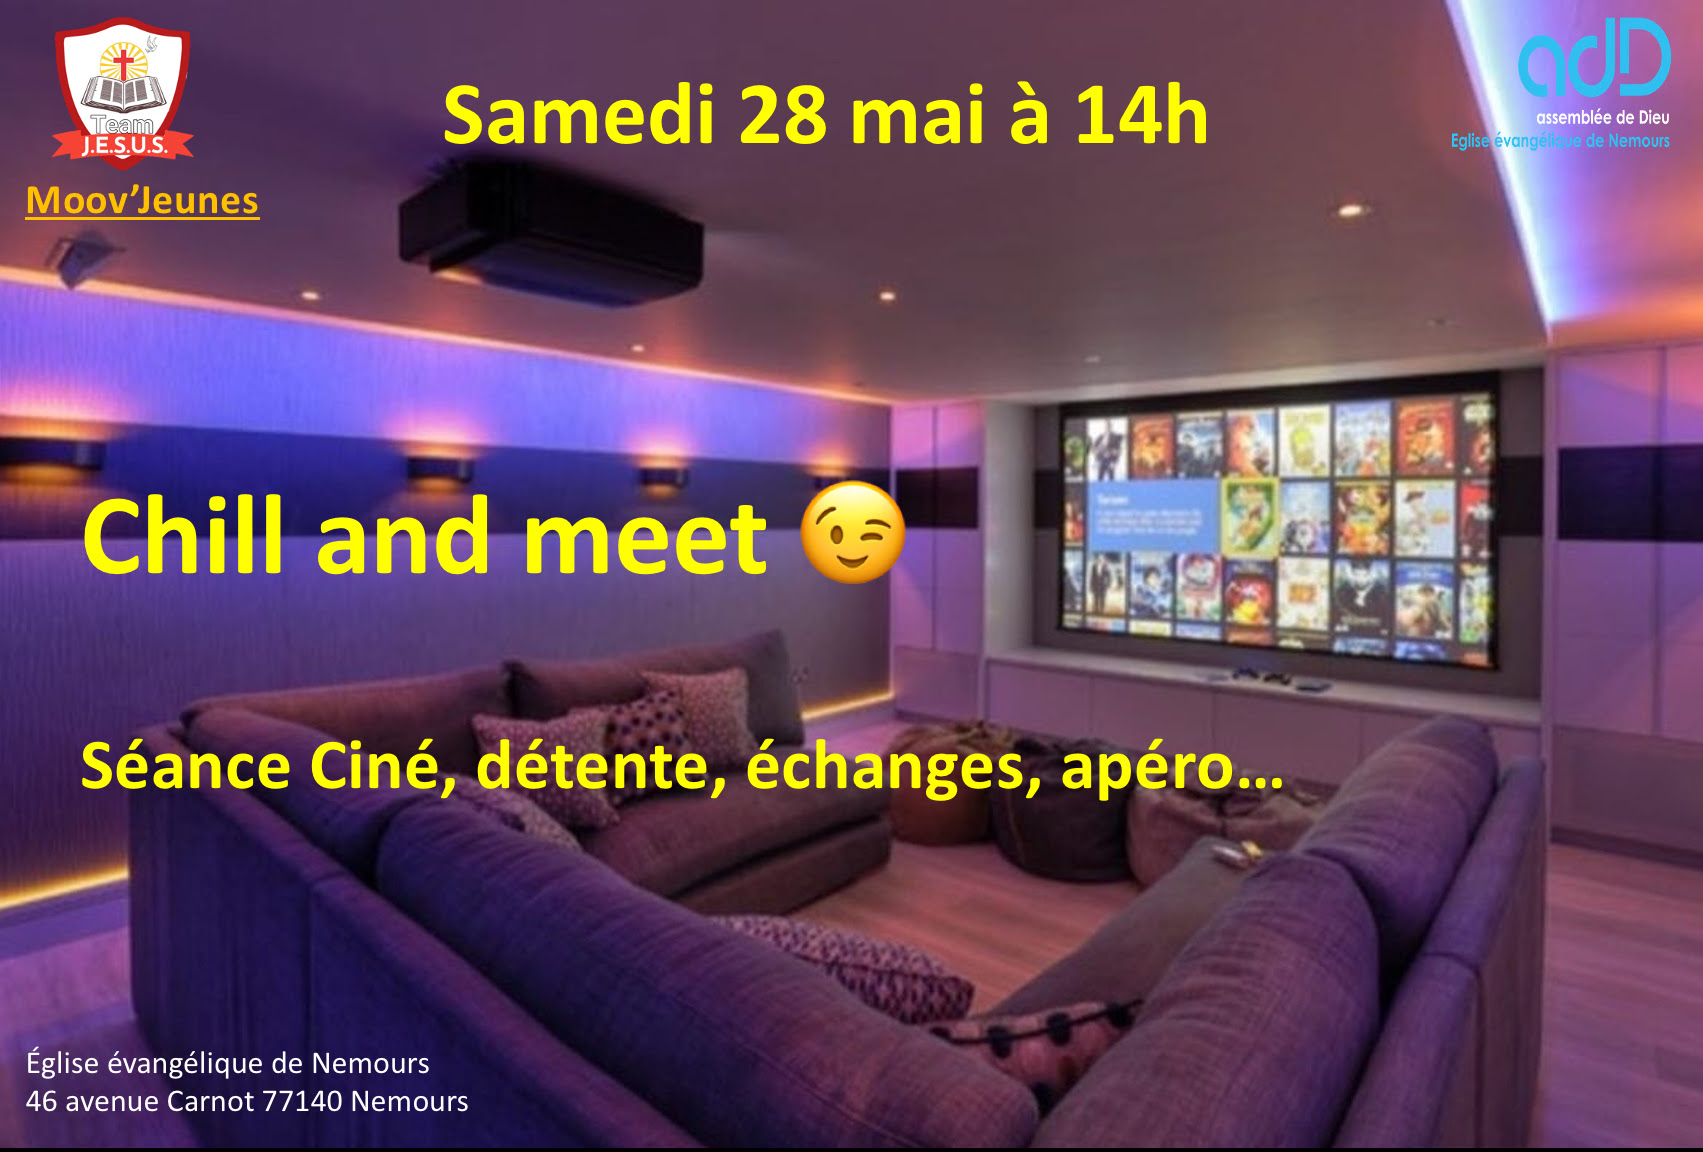 Team
J.E.S.U.S.
Moov'Jeunes
Samedi 28 mai à 14h
add
assemblée de Dieu
Eglise évangélique de Nemours
Chill and meet 😉
Séance Ciné, détente, échanges, apéro...
Église évangélique de Nemours
46 avenue Carnot 77140 Nemours